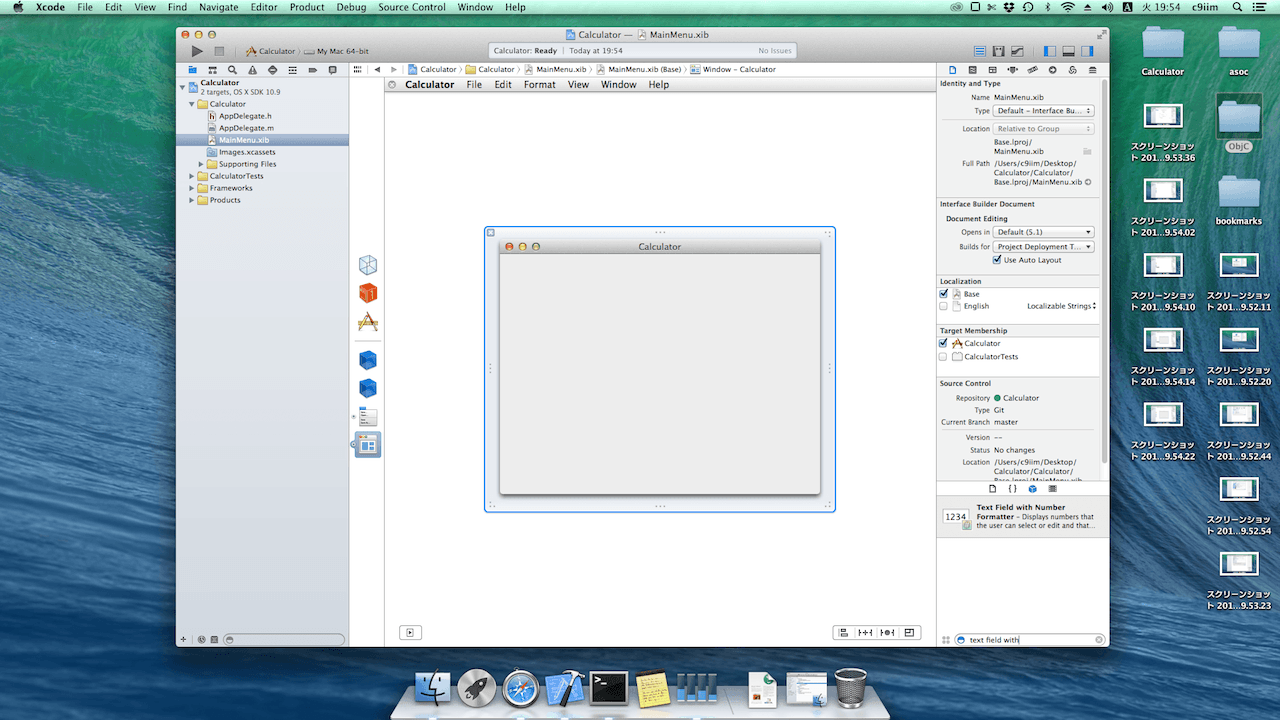 Xcode File Edit View Find Navigate Editor Product Debug Source Control Window Help
火 19:54 c9iim
Calculator — MainMenu.xib
Calculator My Mac 64-bit
Calculator: Ready | Today at 19:54 No Issues
Calculator
2 targets, OS X SDK 10.9
Calculator
AppDelegate.h
AppDelegate.m
MainMenu.xib
Images.xcassets
Supporting Files
CalculatorTests
Frameworks
Products
Calculator Calculator MainMenu.xib MainMenu.xib (Base) Window – Calculator
Calculator File Edit Format View Window Help
Calculator
Identity and Type
Name MainMenu.xib
Type Default – Interface Bu...
Location Relative to Group
Base.lproj/
MainMenu.xib
Full Path /Users/c9iim/Desktop/
Calculator/Calculator/
Base.lproj/MainMenu.xib
Interface Builder Document
Document Editing
Opens in Default (5.1)
Builds for Project Deployment T...
Use Auto Layout
Localization
Base
English Localizable Strings
Target Membership
Calculator
CalculatorTests
Source Control
Repository Calculator
Type Git
Current Branch master
Version --
Status No changes
Location /Users/c9iim/Desktop/
Calculator/Calculator/
Base.lproj/MainMenu.xib
{ }
1234
Text Field with Number
Formatter – Displays numbers that
the user can select or edit and that...
text field with
Calculator
asoc
スクリーンショッ
ト 201...9.53.36
ObjC
スクリーンショッ
ト 201...9.54.02
bookmarks
スクリーンショッ
ト 201...9.54.10
スクリーンショッ
ト 201...9.52.11
スクリーンショッ
ト 201...9.54.14
スクリーンショッ
ト 201...9.52.20
スクリーンショッ
ト 201...9.54.22
スクリーンショッ
ト 201...9.52.44
スクリーンショッ
ト 201...9.52.54
スクリーンショッ
ト 201...9.53.23